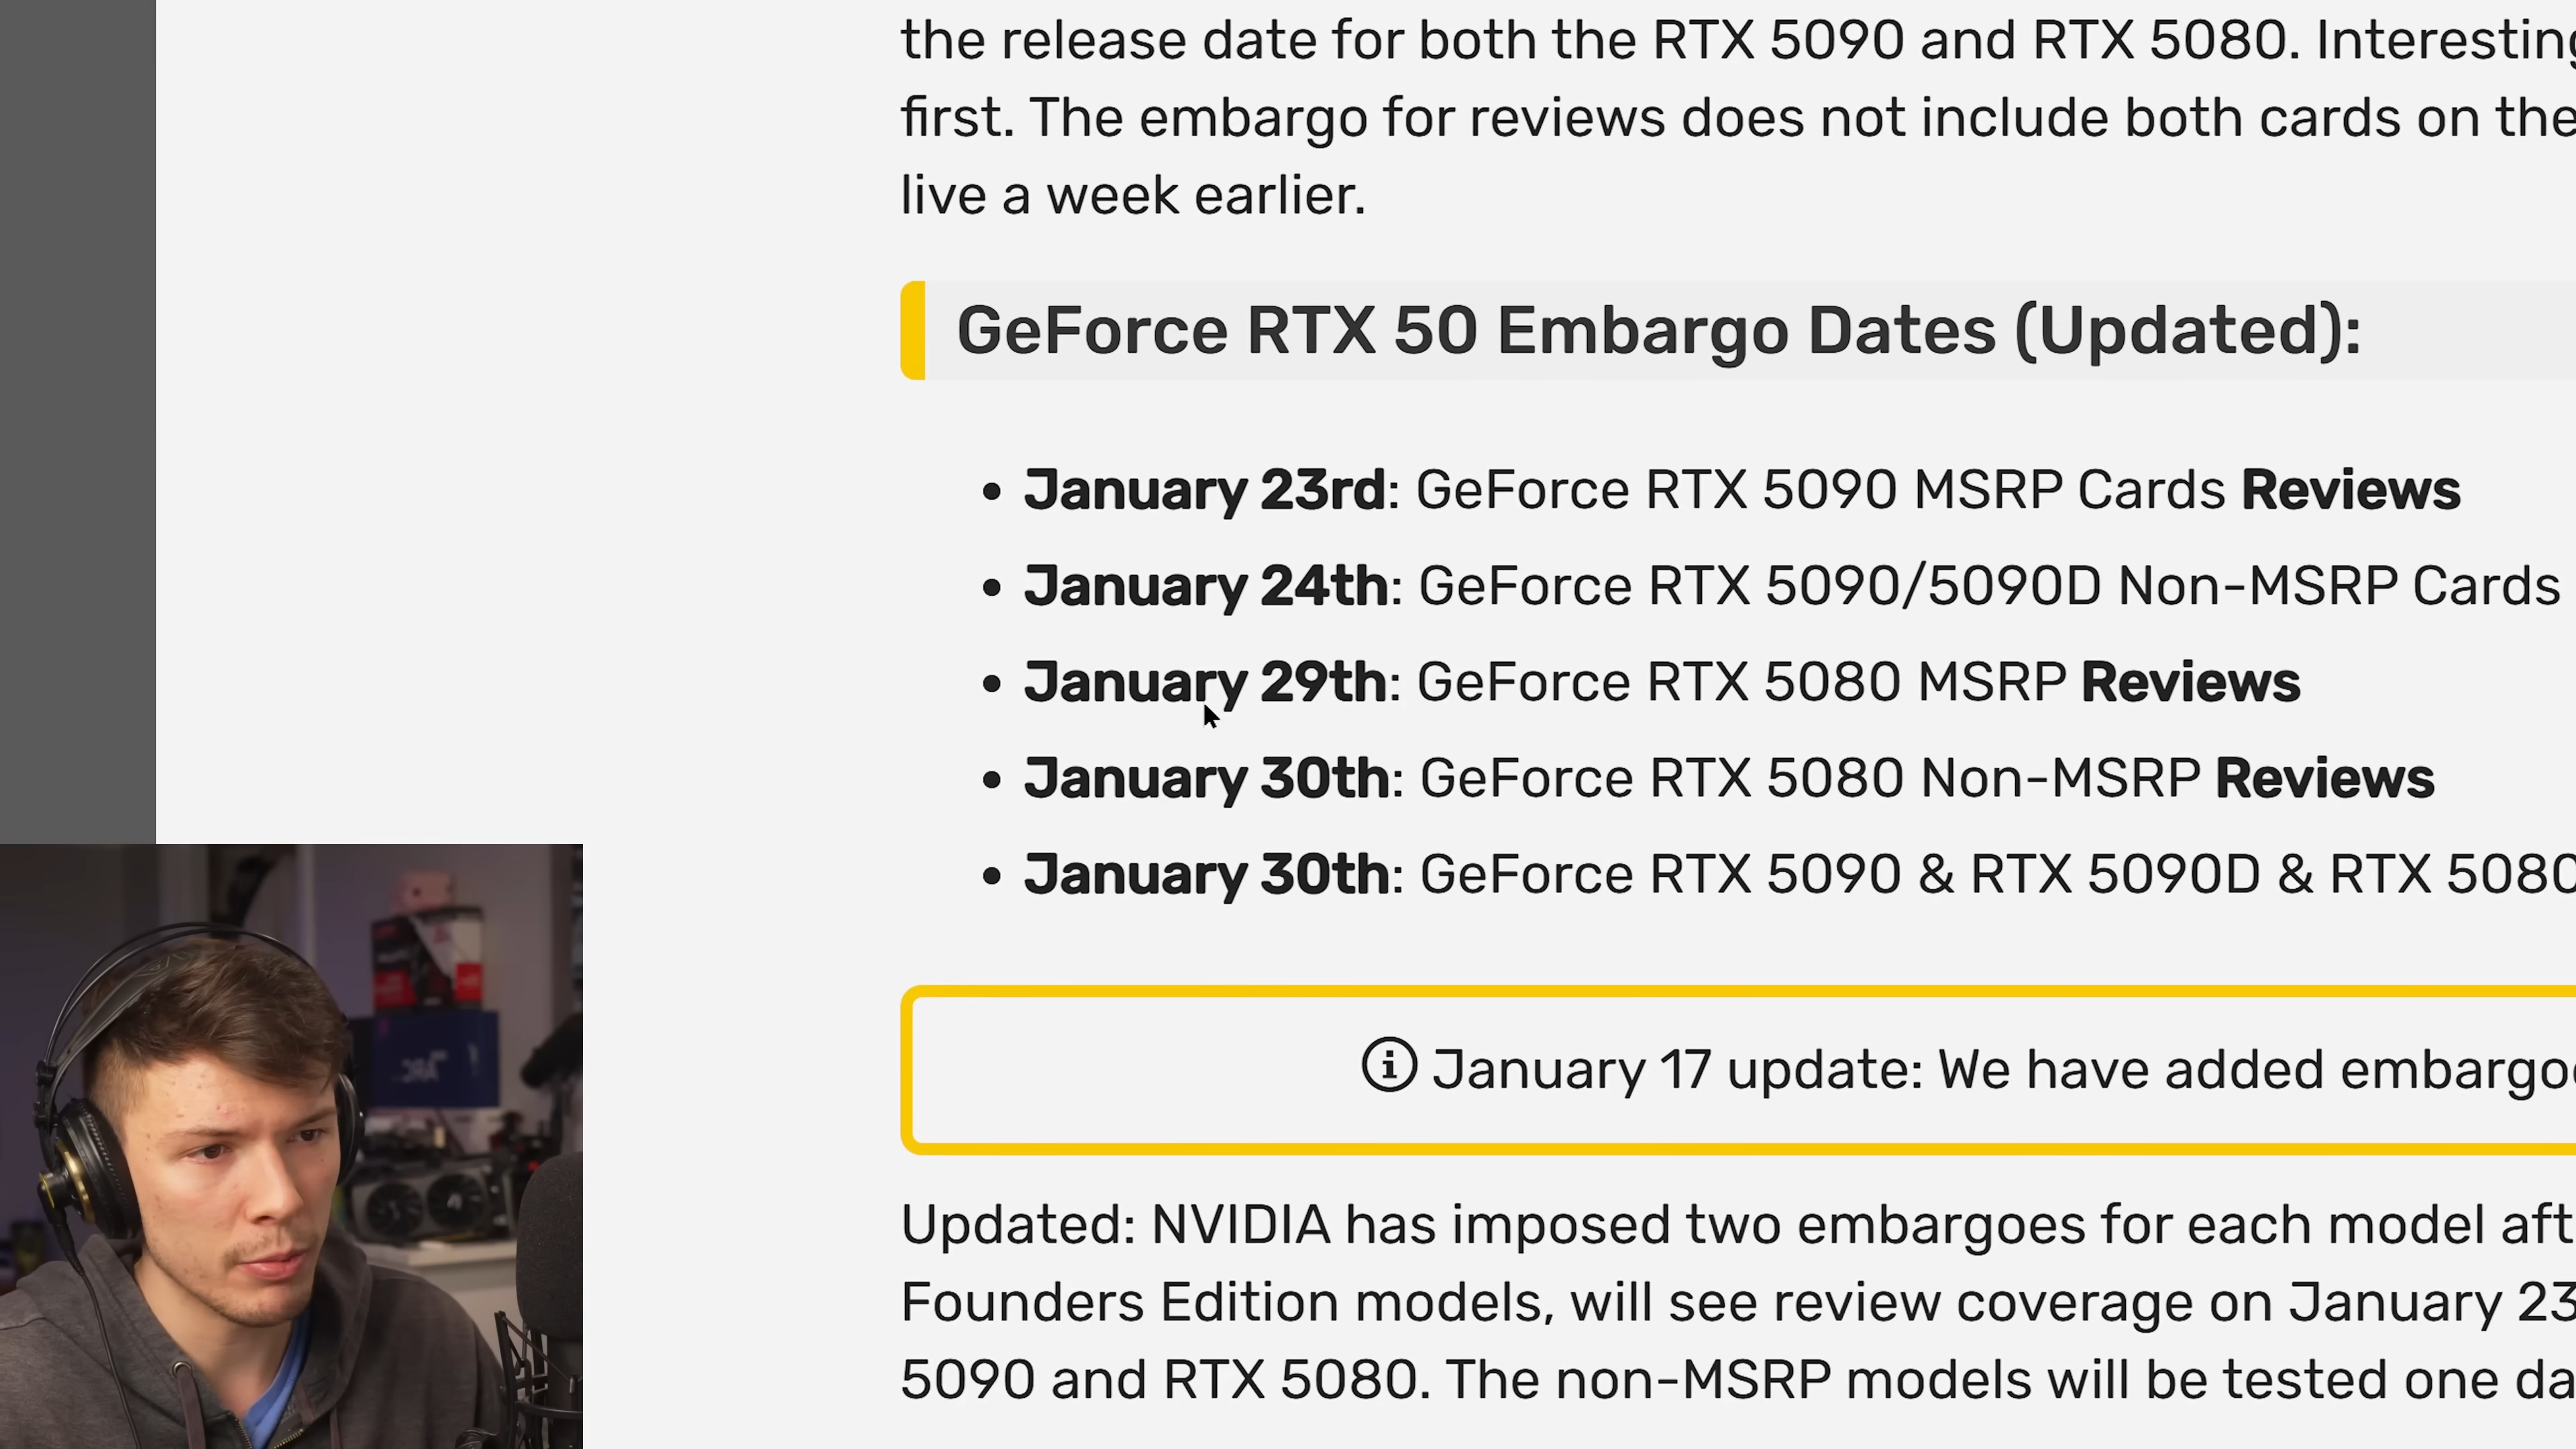 the release date for both the RTX 5090 and RTX 5080.
first. The embargo for reviews does not include both cards on the
live a week earlier.
GeForce RTX 50 Embargo Dates (Updated):
• January 23rd: GeForce RTX 5090 MSRP Cards Reviews
• January 24th: GeForce RTX 5090/5090D Non-MSRP Cards
• January 29th: GeForce RTX 5080 MSRP Reviews
• January 30th: GeForce RTX 5080 Non-MSRP Reviews
• January 30th: GeForce RTX 5090 & RTX 5090D & RTX 5080
January 17 update: We have added
Updated: NVIDIA has imposed two embargoes for each model
Founders Edition models, will see review coverage on January 23
5090 and RTX 5080. The non-MSRP models will be tested one